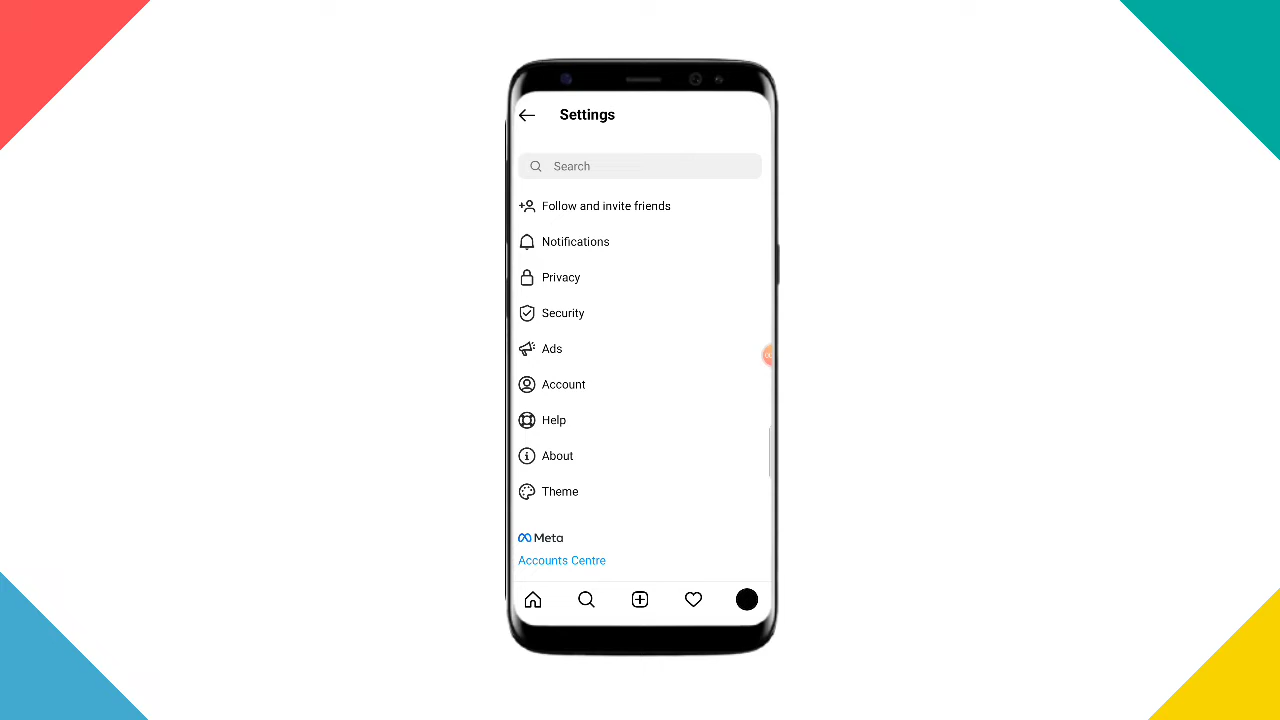 Settings
Search
Follow and invite friends
Notifications
Privacy
Security
Ads
Account
Help
About
Theme
Meta
Accounts Centre